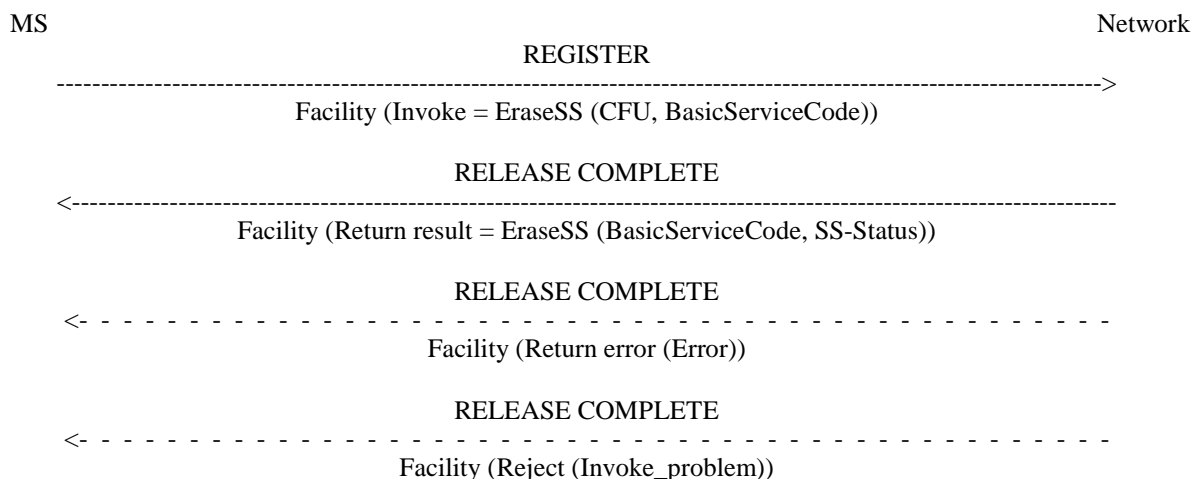 MS Network
REGISTER
------------------------------------------------------------------------------------------------------------------------>
Facility (Invoke = EraseSS (CFU, BasicServiceCode))
RELEASE COMPLETE
<------------------------------------------------------------------------------------------------------------------------
Facility (Return result = EraseSS (BasicServiceCode, SS-Status))
RELEASE COMPLETE
<- - - - - - - - - - - - - - - - - - - - - - - - - - - - - - - - - - - - - - - - - - - - -
Facility (Return error (Error))
RELEASE COMPLETE
<- - - - - - - - - - - - - - - - - - - - - - - - - - - - - - - - - - - - - - - - - - - - -
Facility (Reject (Invoke_problem))